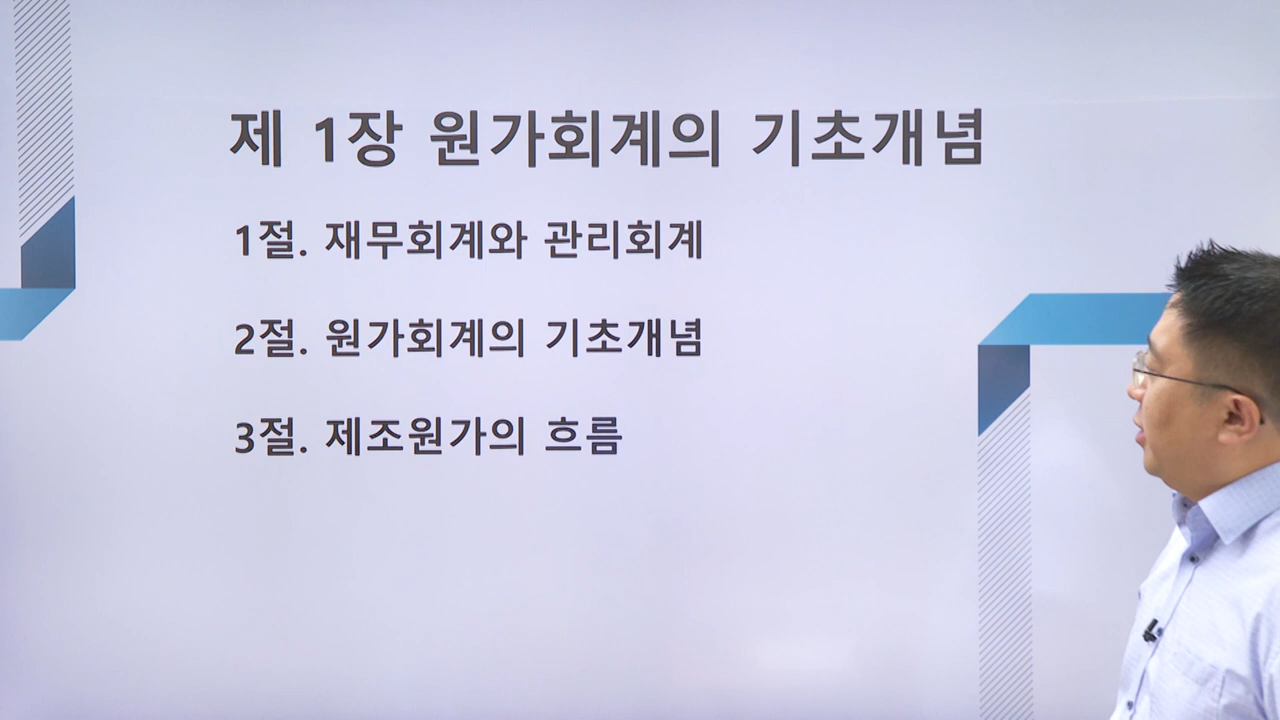 제 1장 원가회계의 기초개념
1절. 재무회계와 관리회계
2절. 원가회계의 기초개념
3절. 제조원가의 흐름